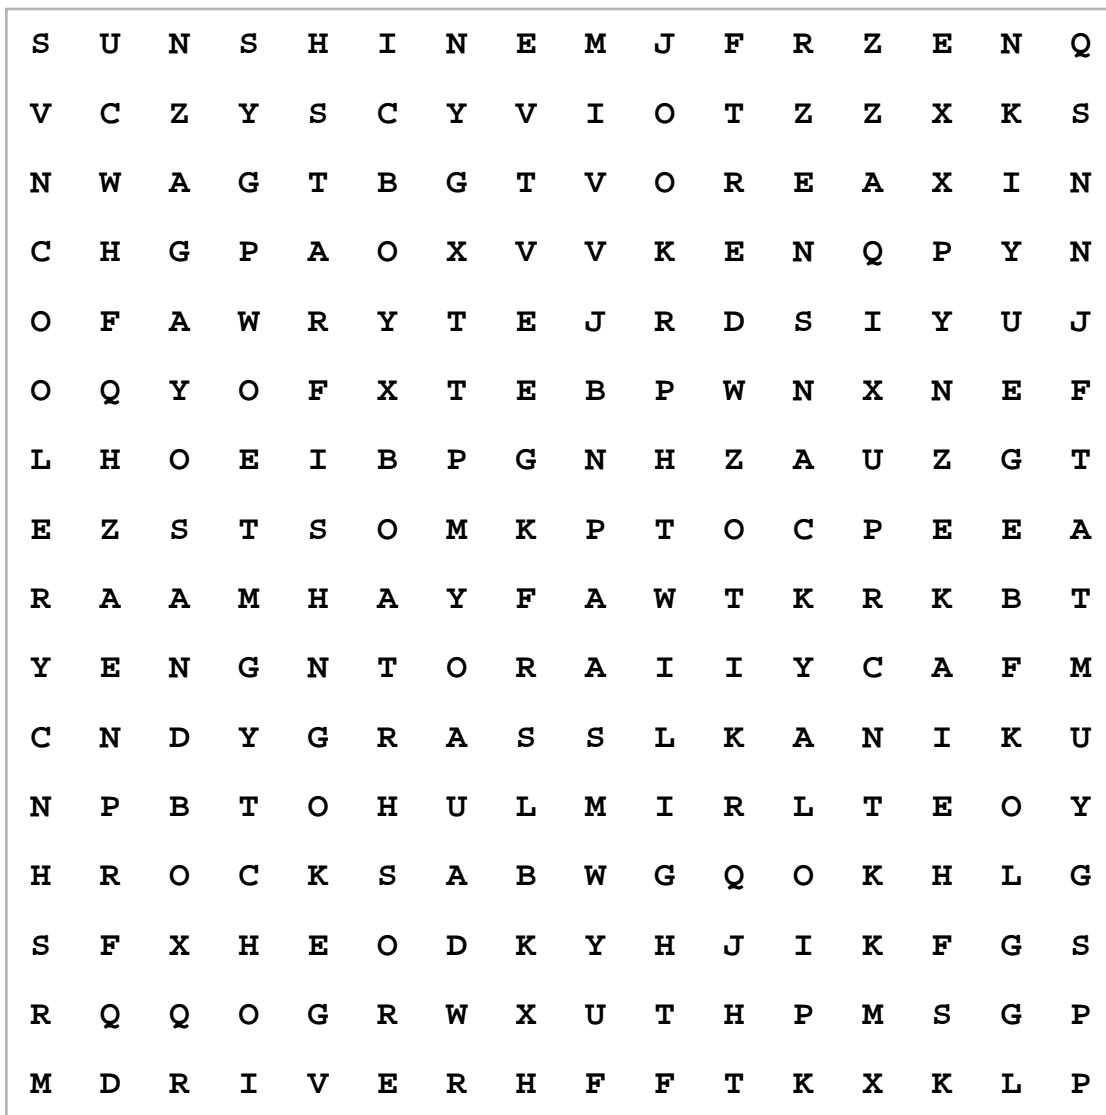 S U N S H I N E M J F R Z E N Q
V C Z Y S C Y V I O T Z Z X K S
N W A G T B G T V O R E A X I N
C H G P A O X V V K E N Q P Y N
O F A W R Y T E J R D S I Y U J
O Q Y O F X T E B P W N X N E F
L H O E I B P G N H Z A U Z G T
E Z S T S O M K P T O C P E E A
R A A M H A Y F A W T K R K B T
Y E N G N T O R A I I Y C A F M
C N D Y G R A S S L K A N I K U
N P B T O H U L M I R L T E O Y
H R O C K S A B W G Q O K H L G
S F X H E O D K Y H J I K F G S
R Q Q O G R W X U T H P M S G P
M D R I V E R H F F T K X K L P